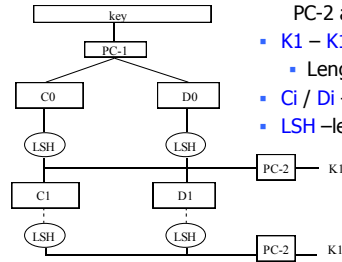 key
PC-2 a
PC-1
K1 – K1
Leng
C0
D0
Ci / Di
LSH –le
LSH
LSH
PC-2
K1
C1
D1
LSH
LSH
PC-2
K1